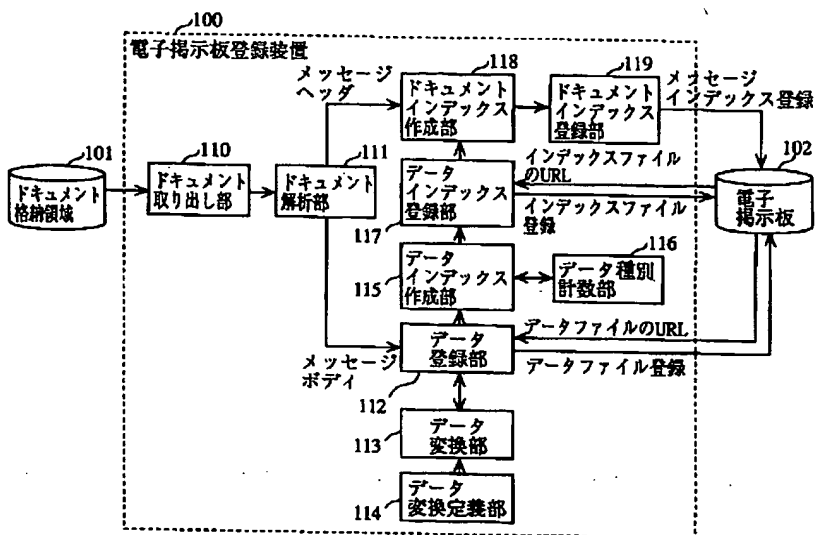 100
電子掲示板登録装置
メッセージ
ヘッダ
118
ドキュメント
インデックス
作成部
119
ドキュメント
インデックス
登録部
メッセージ
インデックス登録
101
ドキュメント
格納領域
110
ドキュメント
取り出し部
111
ドキュメント
解析部
データ
インデックス
登録部
117
インデックスファイル
のURL
インデックスファイル
登録
102
電子
掲示板
データ
インデックス
作成部
115
116
データ種別
計数部
メッセージ
ボディ
データ
登録部
112
データファイルのURL
データファイル登録
データ
変換部
113
データ
変換定義部
114